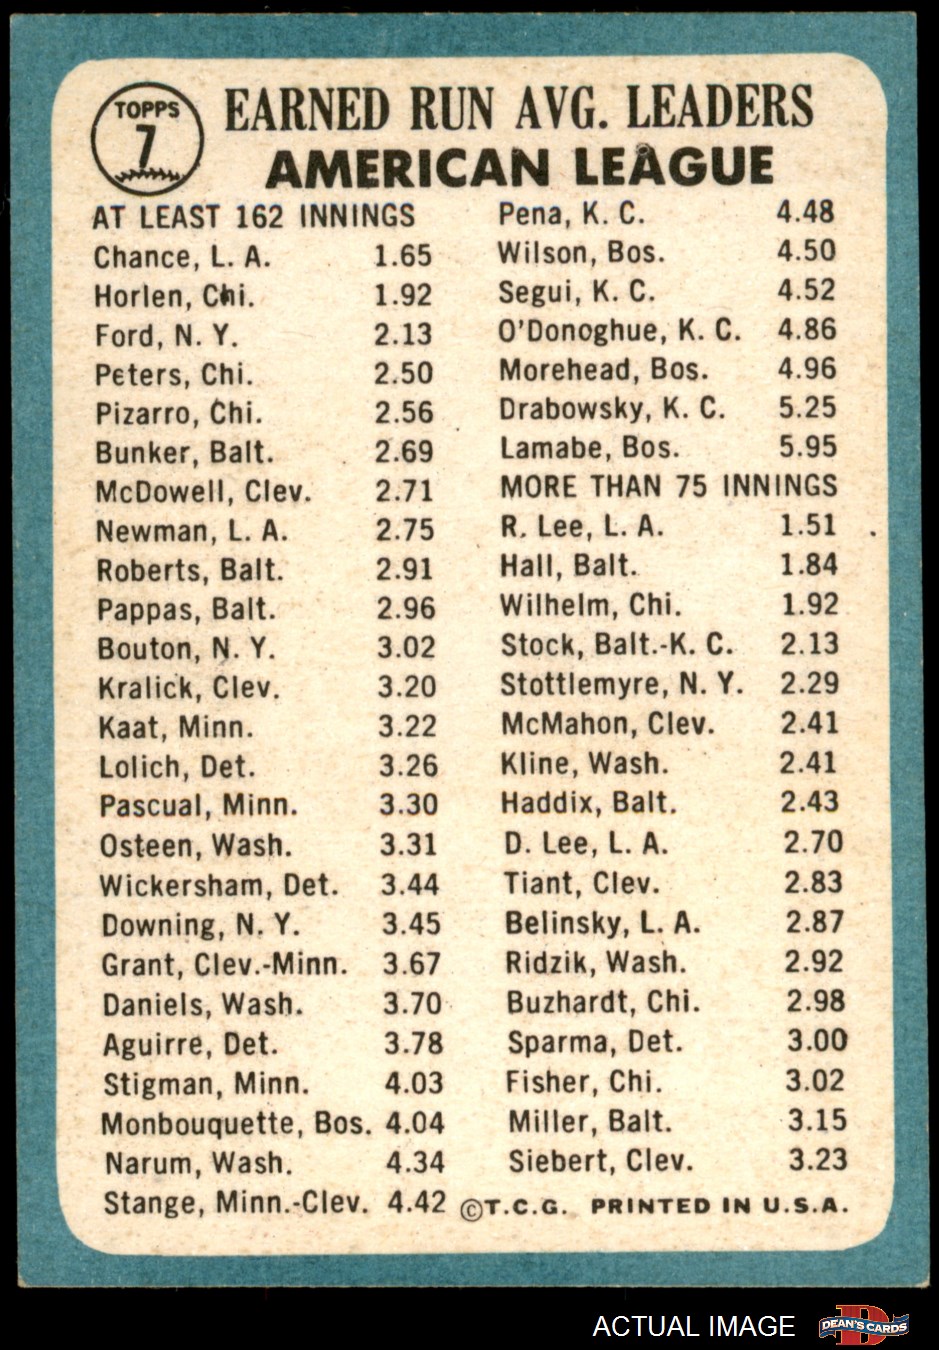 TOPPS
7
EARNED RUN AVG. LEADERS
AMERICAN LEAGUE
AT LEAST 162 INNINGS
Chance, L. A. 1.65
Horlen, Chi. 1.92
Ford, N. Y. 2.13
Peters, Chi. 2.50
Pizarro, Chi. 2.56
Bunker, Balt. 2.69
McDowell, Clev. 2.71
Newman, L. A. 2.75
Roberts, Balt. 2.91
Pappas, Balt. 2.96
Bouton, N. Y. 3.02
Kralick, Clev. 3.20
Kaat, Minn. 3.22
Lolich, Det. 3.26
Pascual, Minn. 3.30
Osteen, Wash. 3.31
Wickersham, Det. 3.44
Downing, N. Y. 3.45
Grant, Clev.-Minn. 3.67
Daniels, Wash. 3.70
Aguirre, Det. 3.78
Stigman, Minn. 4.03
Monbouquette, Bos. 4.04
Narum, Wash. 4.34
Stange, Minn.-Clev. 4.42
Pena, K. C. 4.48
Wilson, Bos. 4.50
Segui, K. C. 4.52
O'Donoghue, K. C. 4.86
Morehead, Bos. 4.96
Drabowsky, K. C. 5.25
Lamabe, Bos. 5.95
MORE THAN 75 INNINGS
R. Lee, L. A. 1.51
Hall, Balt. 1.84
Wilhelm, Chi. 1.92
Stock, Balt.-K. C. 2.13
Stottlemyre, N. Y. 2.29
McMahon, Clev. 2.41
Kline, Wash. 2.41
Haddix, Balt. 2.43
D. Lee, L. A. 2.70
Tiant, Clev. 2.83
Belinsky, L. A. 2.87
Ridzik, Wash. 2.92
Buzhardt, Chi. 2.98
Sparma, Det. 3.00
Fisher, Chi. 3.02
Miller, Balt. 3.15
Siebert, Clev. 3.23
©T.C.G. PRINTED IN U.S.A.
ACTUAL IMAGE
D
DEAN'S CARDS